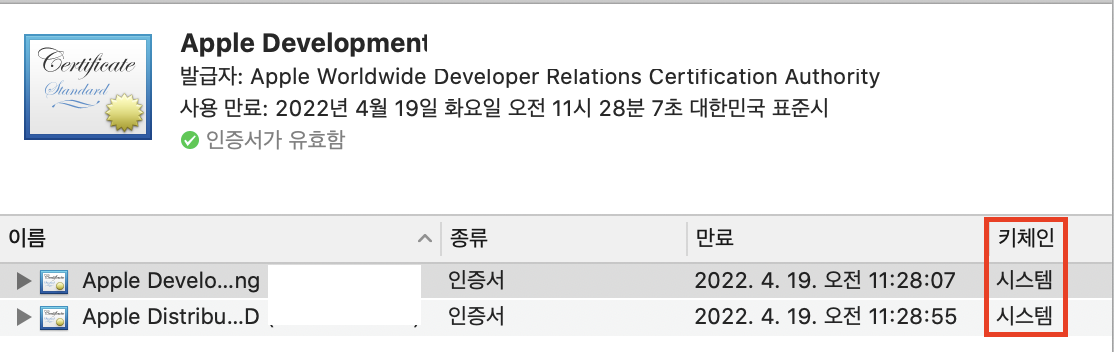 Certificate
Standard
Apple Development
발급자: Apple Worldwide Developer Relations Certification Authority
사용 만료: 2022년 4월 19일 화요일 오전 11시 28분 7초 대한민국 표준시
인증서가 유효함
이름 종류 만료 키체인
Apple Develo...ng 인증서 2022. 4. 19. 오전 11:28:07 시스템
Apple Distribu...D ( ) 인증서 2022. 4. 19. 오전 11:28:55 시스템